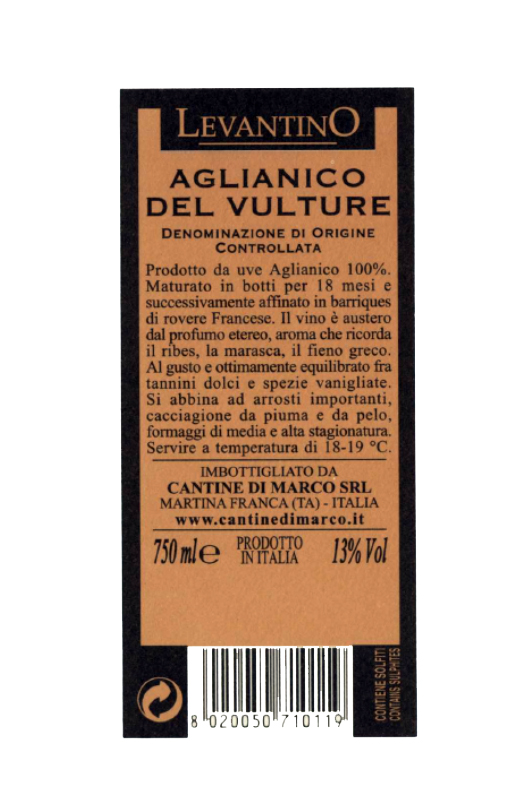 LEVANTINO
AGLIANICO
DEL VULTURE
DENOMINAZIONE DI ORIGINE
CONTROLLATA
Prodotto da uve Aglianico 100%.
Maturato in botti per 18 mesi e
successivamente affinato in barriques
di rovere Francese. Il vino è austero
dal profumo etereo, aroma che ricorda
il ribes, la marasca, il fieno greco.
Al gusto e ottimamente equilibrato fra
tannini dolci e spezie vanigliate.
Si abbina ad arrosti importanti,
cacciagione da piuma e da pelo,
formaggi di media e alta stagionatura.
Servire a temperatura di 18-19 °C.
IMBOTTIGLIATO DA
CANTINE DI MARCO SRL
MARTINA FRANCA (TA) - ITALIA
www.cantinedimarco.it
750 ml e PRODOTTO IN ITALIA 13% Vol
8 020050 710119
CONTIENE SOLFITI
CONTAINS SULPHITES